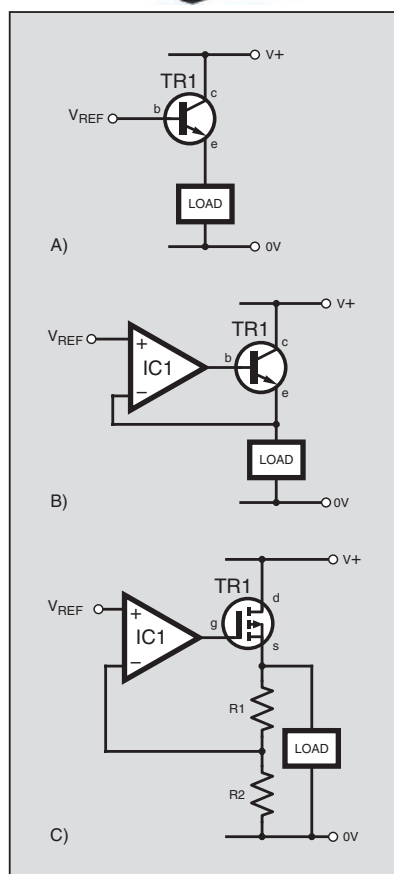 V+
TR1
c
VREF
b
e
LOAD
0V
A)
V+
VREF
TR1
+
c
IC1
b
–
e
LOAD
0V
B)
V+
TR1
d
VREF
+
g
IC1
s
–
R1
LOAD
R2
0V
C)